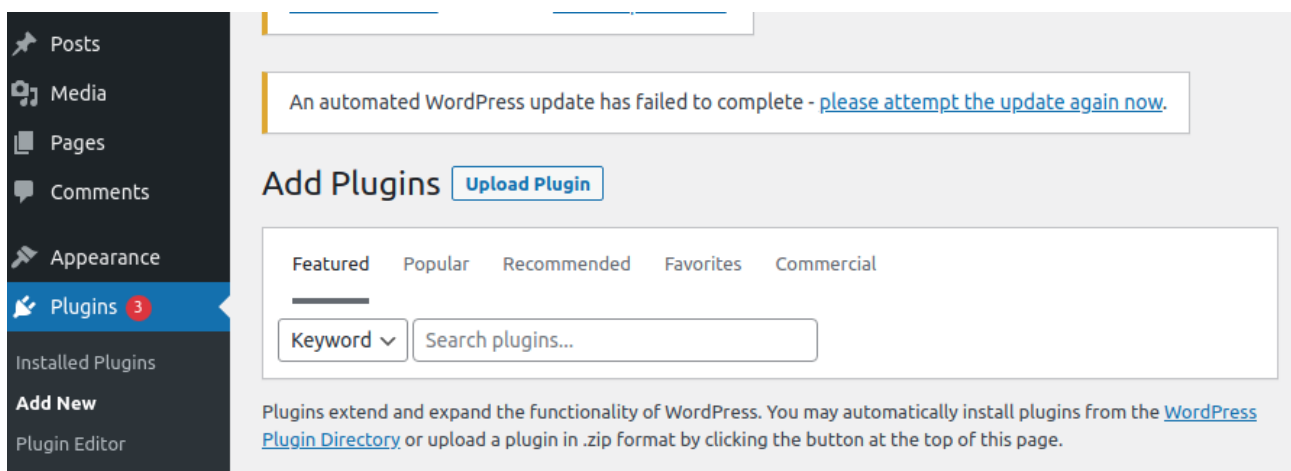 Posts
Media
Pages
Comments
Appearance
Plugins 3
Installed Plugins
Add New
Plugin Editor
An automated WordPress update has failed to complete - please attempt the update again now.
Add Plugins Upload Plugin
Featured Popular Recommended Favorites Commercial
Keyword Search plugins...
Plugins extend and expand the functionality of WordPress. You may automatically install plugins from the WordPress
Plugin Directory or upload a plugin in .zip format by clicking the button at the top of this page.